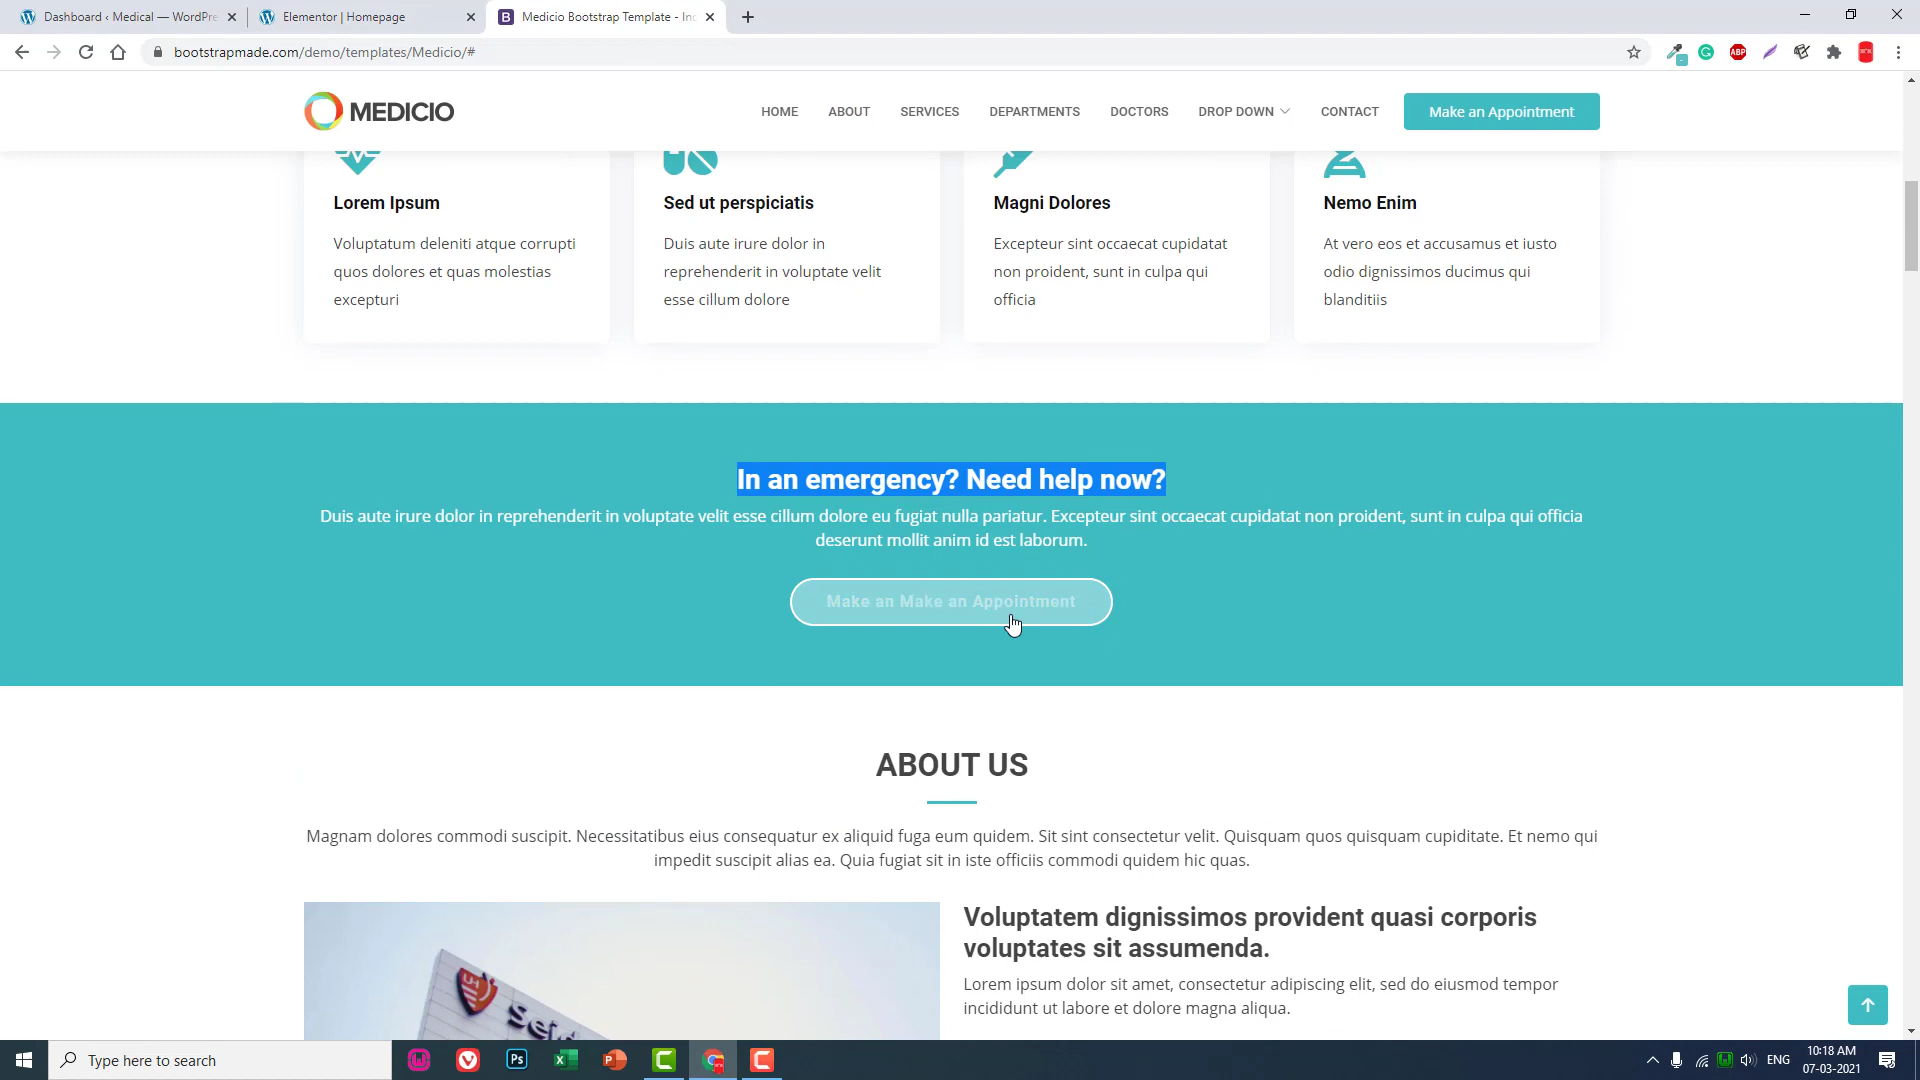 Dashboard ‹ Medical — WordPre
Elementor | Homepage
Medicio Bootstrap Template - Inc
bootstrapmade.com/demo/templates/Medicio/#
ABP
MEDICIO
HOME
ABOUT
SERVICES
DEPARTMENTS
DOCTORS
DROP DOWN
CONTACT
Make an Appointment
Lorem Ipsum
Voluptatum deleniti atque corrupti
quos dolores et quas molestias
excepturi
Sed ut perspiciatis
Duis aute irure dolor in
reprehenderit in voluptate velit
esse cillum dolore
Magni Dolores
Excepteur sint occaecat cupidatat
non proident, sunt in culpa qui
officia
Nemo Enim
At vero eos et accusamus et iusto
odio dignissimos ducimus qui
blanditiis
In an emergency? Need help now?
Duis aute irure dolor in reprehenderit in voluptate velit esse cillum dolore eu fugiat nulla pariatur. Excepteur sint occaecat cupidatat non proident, sunt in culpa qui officia
deserunt mollit anim id est laborum.
Make an Make an Appointment
ABOUT US
Magnam dolores commodi suscipit. Necessitatibus eius consequatur ex aliquid fuga eum quidem. Sit sint consectetur velit. Quisquam quos quisquam cupiditate. Et nemo qui
impedit suscipit alias ea. Quia fugiat sit in iste officiis commodi quidem hic quas.
Voluptatem dignissimos provident quasi corporis
voluptates sit assumenda.
Lorem ipsum dolor sit amet, consectetur adipiscing elit, sed do eiusmod tempor
incididunt ut labore et dolore magna aliqua.
Type here to search
Ps
ENG
10:18 AM
07-03-2021